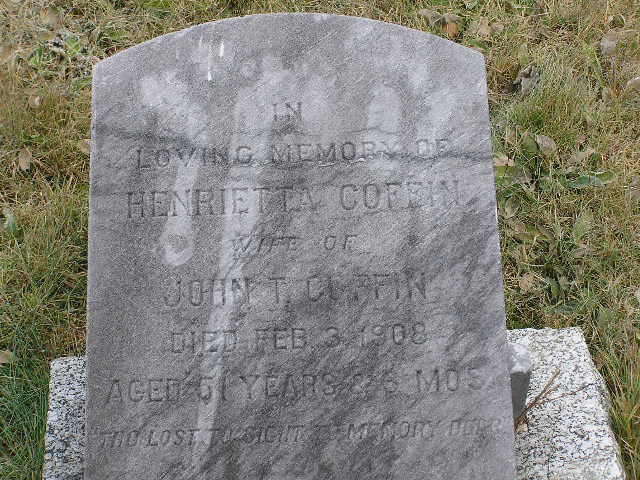 IN
LOVING MEMORY OF
HENRIETTA COFFIN
WIFE OF
JOHN T. COFFIN
DIED FEB. 3, 1908
AGED 51 YEARS & MOS.
THO LOST TO SIGHT TO MEMORY DEAR